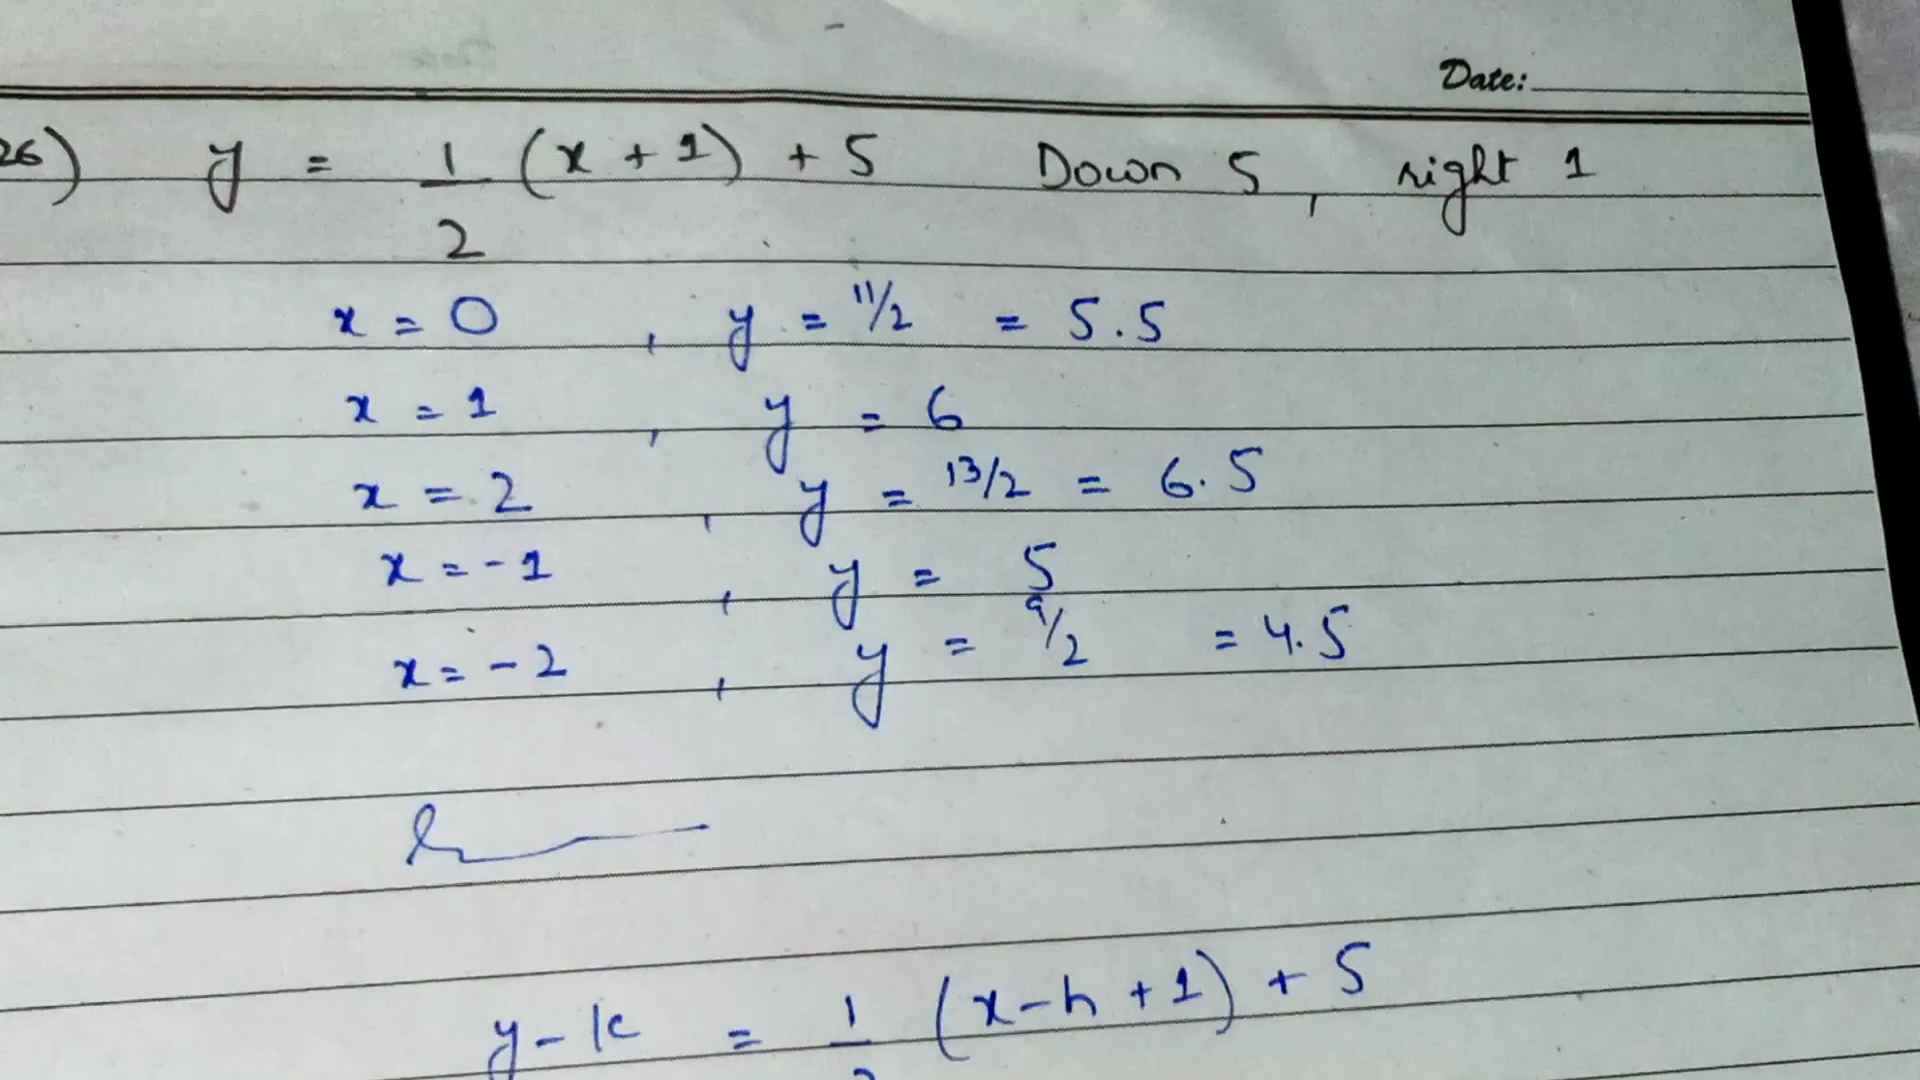 Date:
26) y = 1/2 (x + 1) + 5 Down 5, right 1
x = 0 , y = 11/2 = 5.5
x = 1 , y = 6
x = 2 , y = 13/2 = 6.5
x = -1 , y = 5
x = -2 , y = 9/2 = 4.5
y - k = 1/2 (x - h + 1) + 5